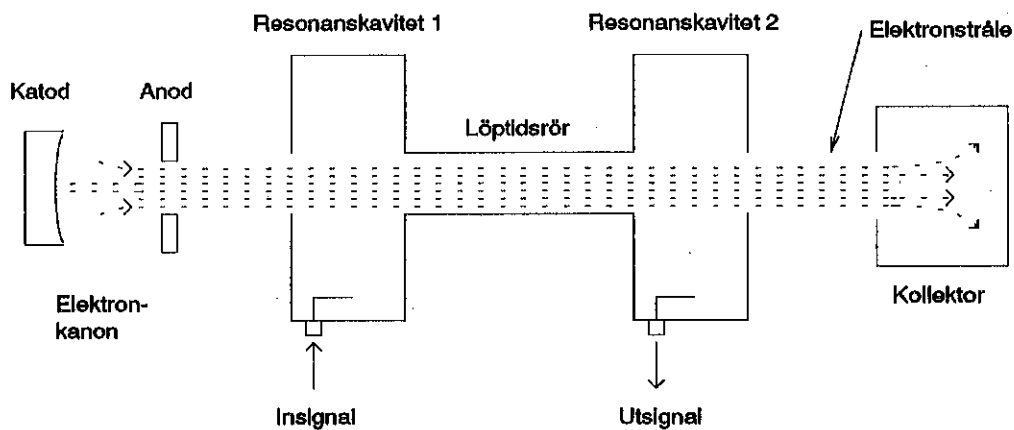 Resonanskavitet 1
Resonanskavitet 2
Elektronstråle
Katod
Anod
Löptidsrör
Elektron-
kanon
Kollektor
Insignal
Utsignal